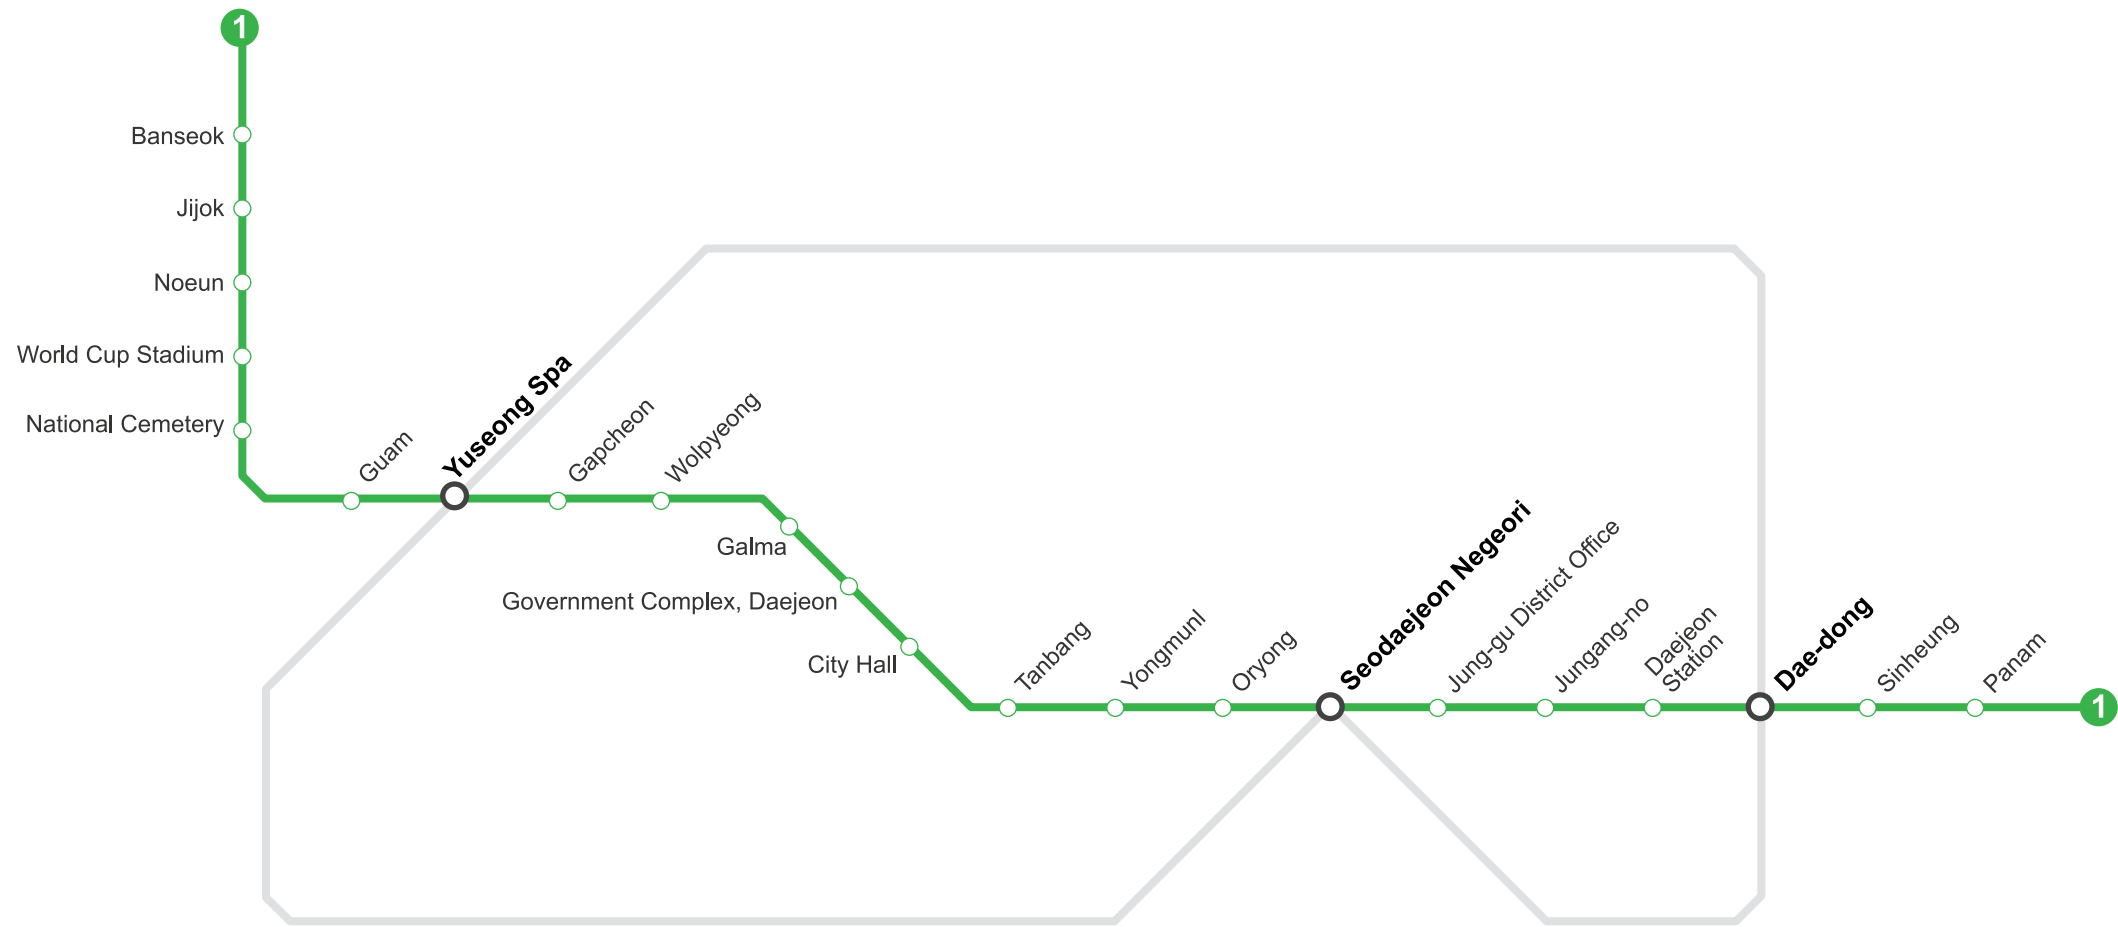 1
Banseok
Jijok
Noeun
World Cup Stadium
National Cemetery
Guam
Yuseong Spa
Gapcheon
Wolpyeong
Galma
Government Complex, Daejeon
City Hall
Tanbang
Yongmunl
Oryong
Seodaejeon Negeori
Jung-gu District Office
Jungang-no
Daejeon
Station
Dae-dong
Sinheung
Panam
1